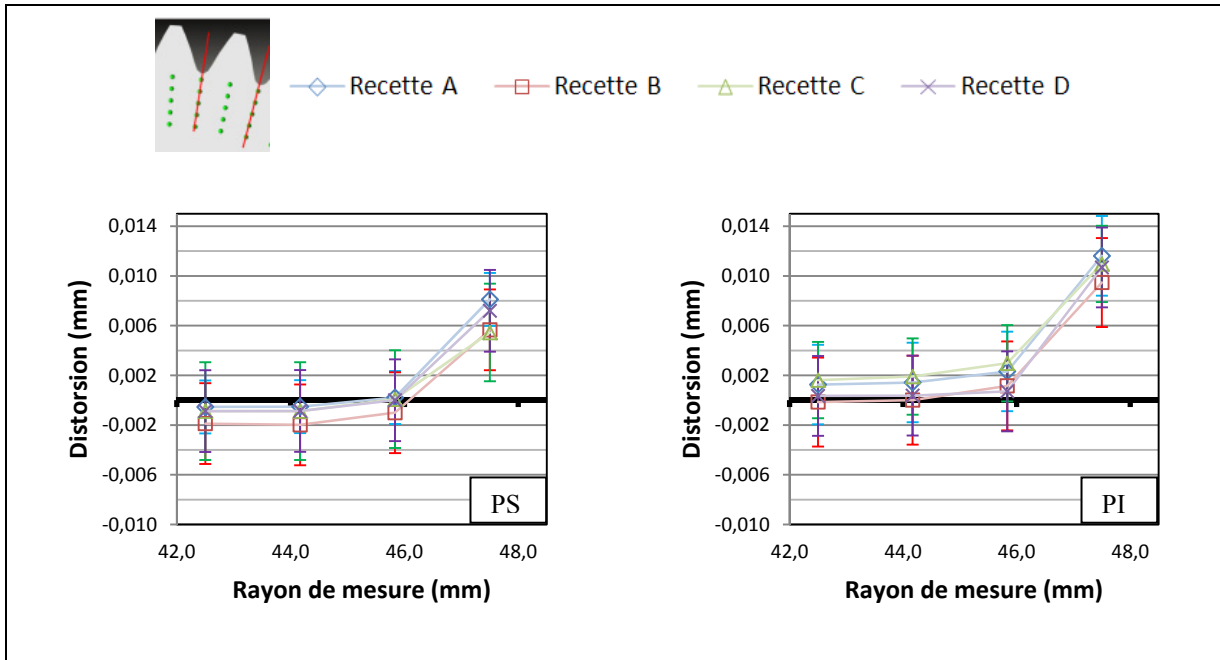 Recette A Recette B Recette C Recette D
0,014
0,010
0,006
0,002
-0,002
-0,006
-0,010
42,0 44,0 46,0 48,0
Distorsion (mm)
Rayon de mesure (mm)
PS
0,014
0,010
0,006
0,002
-0,002
-0,006
-0,010
42,0 44,0 46,0 48,0
Distorsion (mm)
Rayon de mesure (mm)
PI